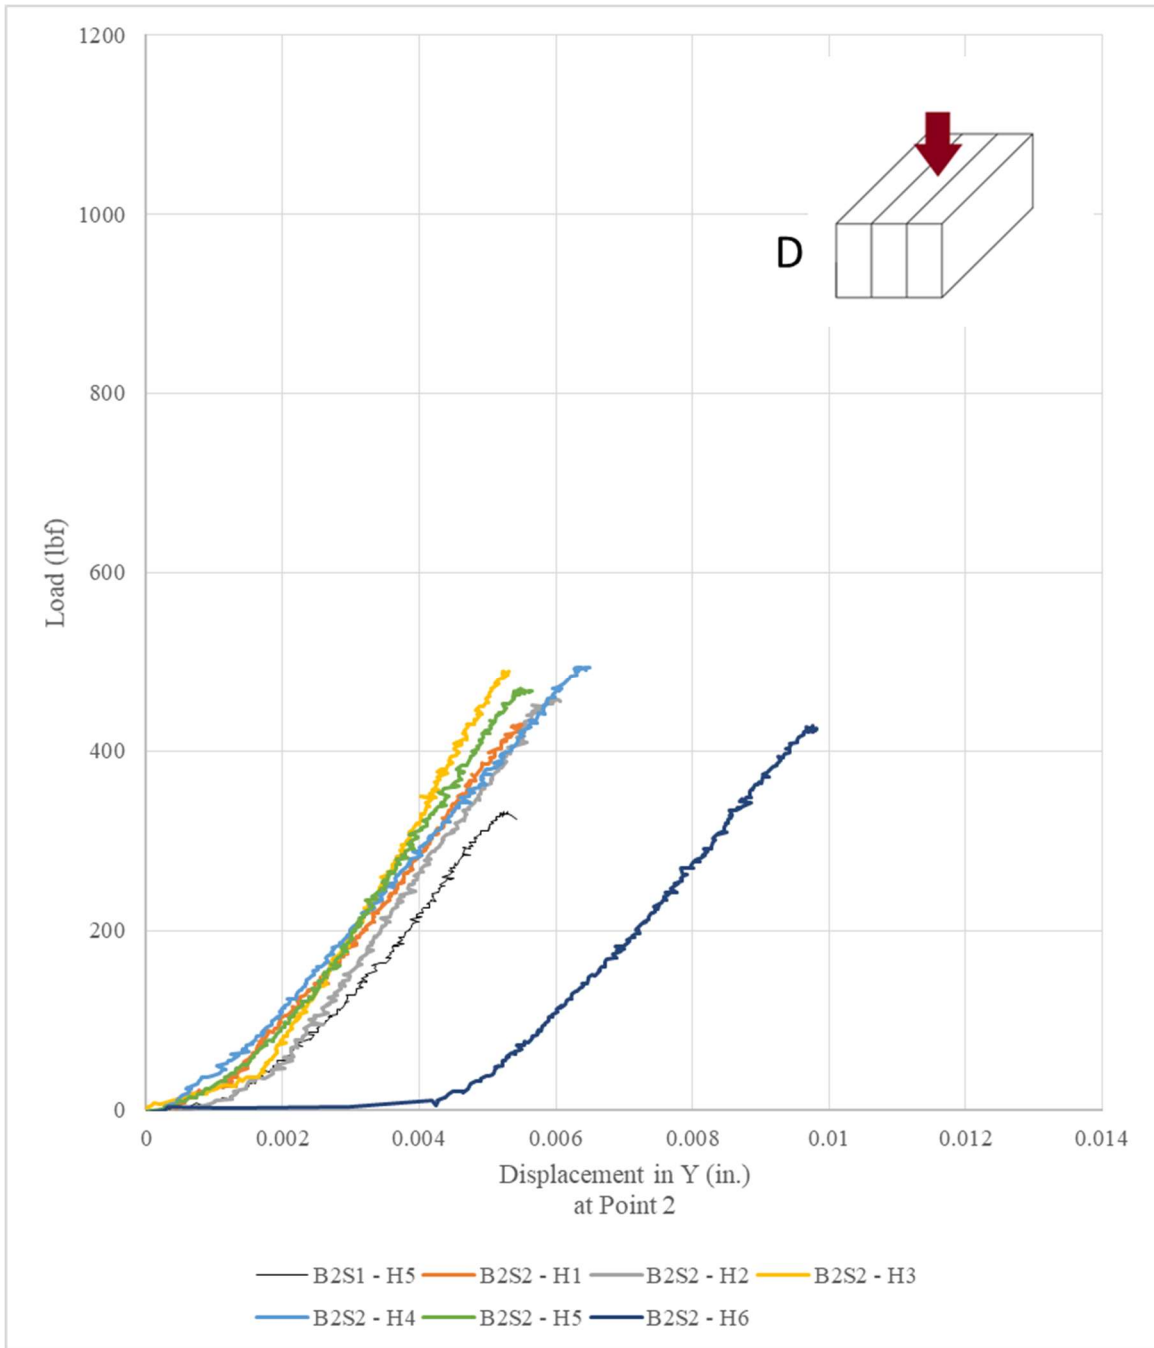 1200
1000
800
600
400
200
0
D
Load (lbf)
0 0.002 0.004 0.006 0.008 0.01 0.012 0.014
Displacement in Y (in.)
at Point 2
B2S1 - H5 B2S2 - H1 B2S2 - H2 B2S2 - H3
B2S2 - H4 B2S2 - H5 B2S2 - H6